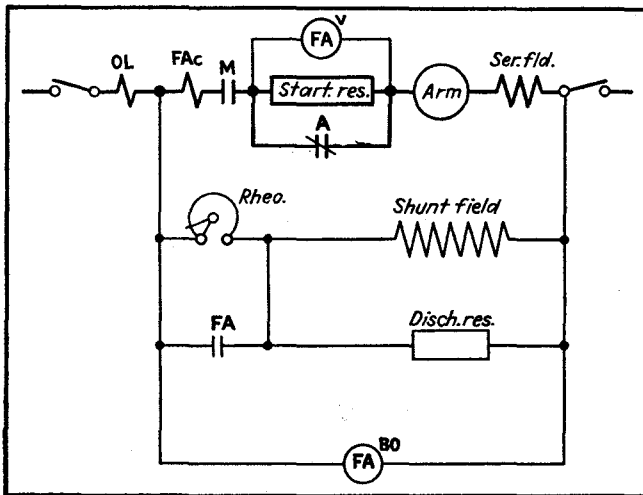 V
FA
OL
FAc
M
Start. res.
A
Arm
Ser. fld.
Rheo.
Shunt field
FA
Disch. res.
BO
FA